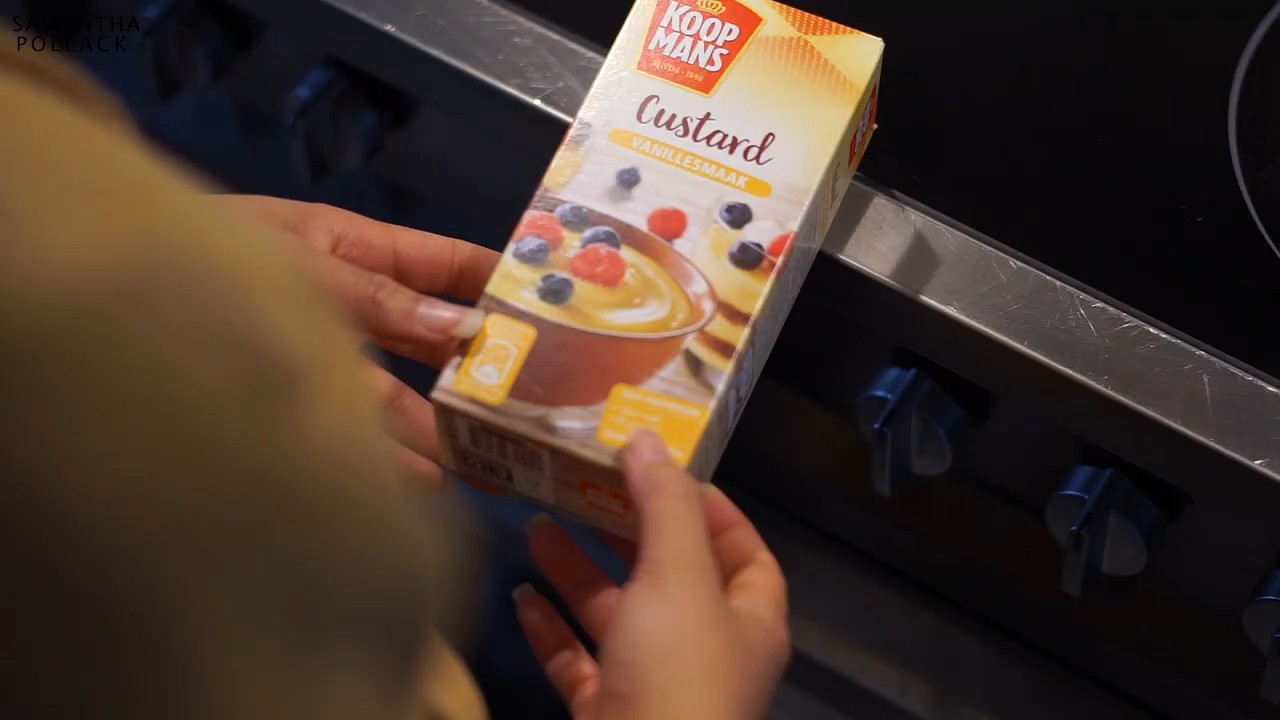 SAMANTHA
POLLACK
KOOP
MANS
SINDS · 1846
Custard
VANILLESMAAK